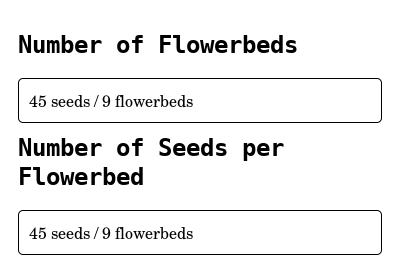 Number of Flowerbeds
45 seeds / 9 flowerbeds
Number of Seeds per
Flowerbed
45 seeds / 9 flowerbeds